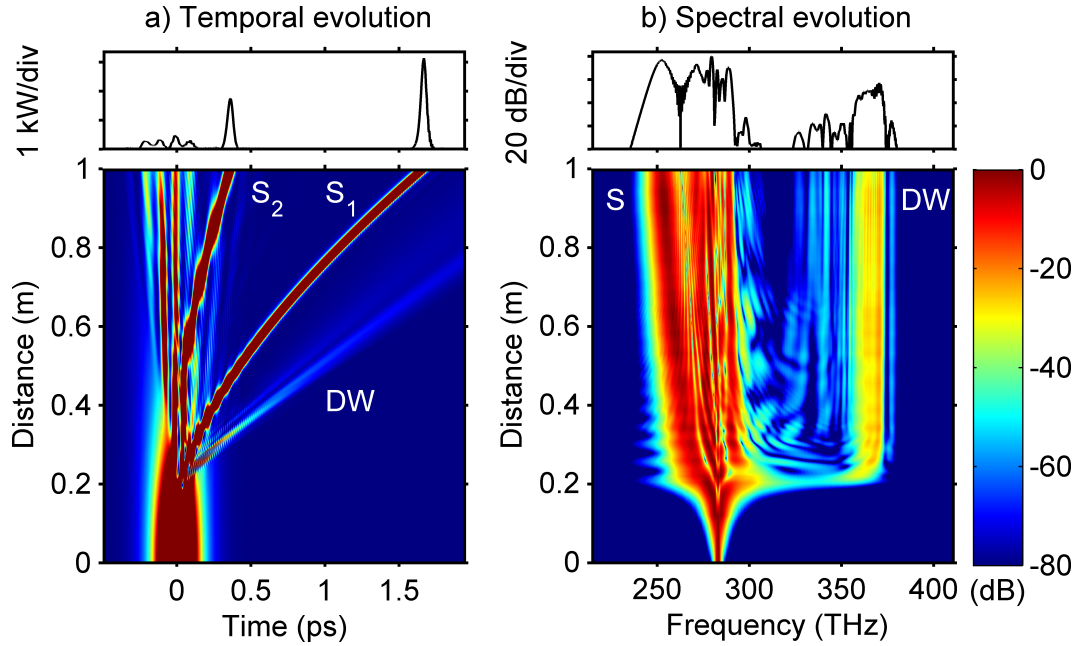 a) Temporal evolution
1 kW/div
Distance (m)
1
0.8
0.6
0.4
0.2
0
S2
S1
DW
0 0.5 1 1.5
Time (ps)
b) Spectral evolution
20 dB/div
Distance (m)
1
0.8
0.6
0.4
0.2
0
S
DW
250 300 350 400
Frequency (THz)
0
-20
-40
-60
-80
(dB)